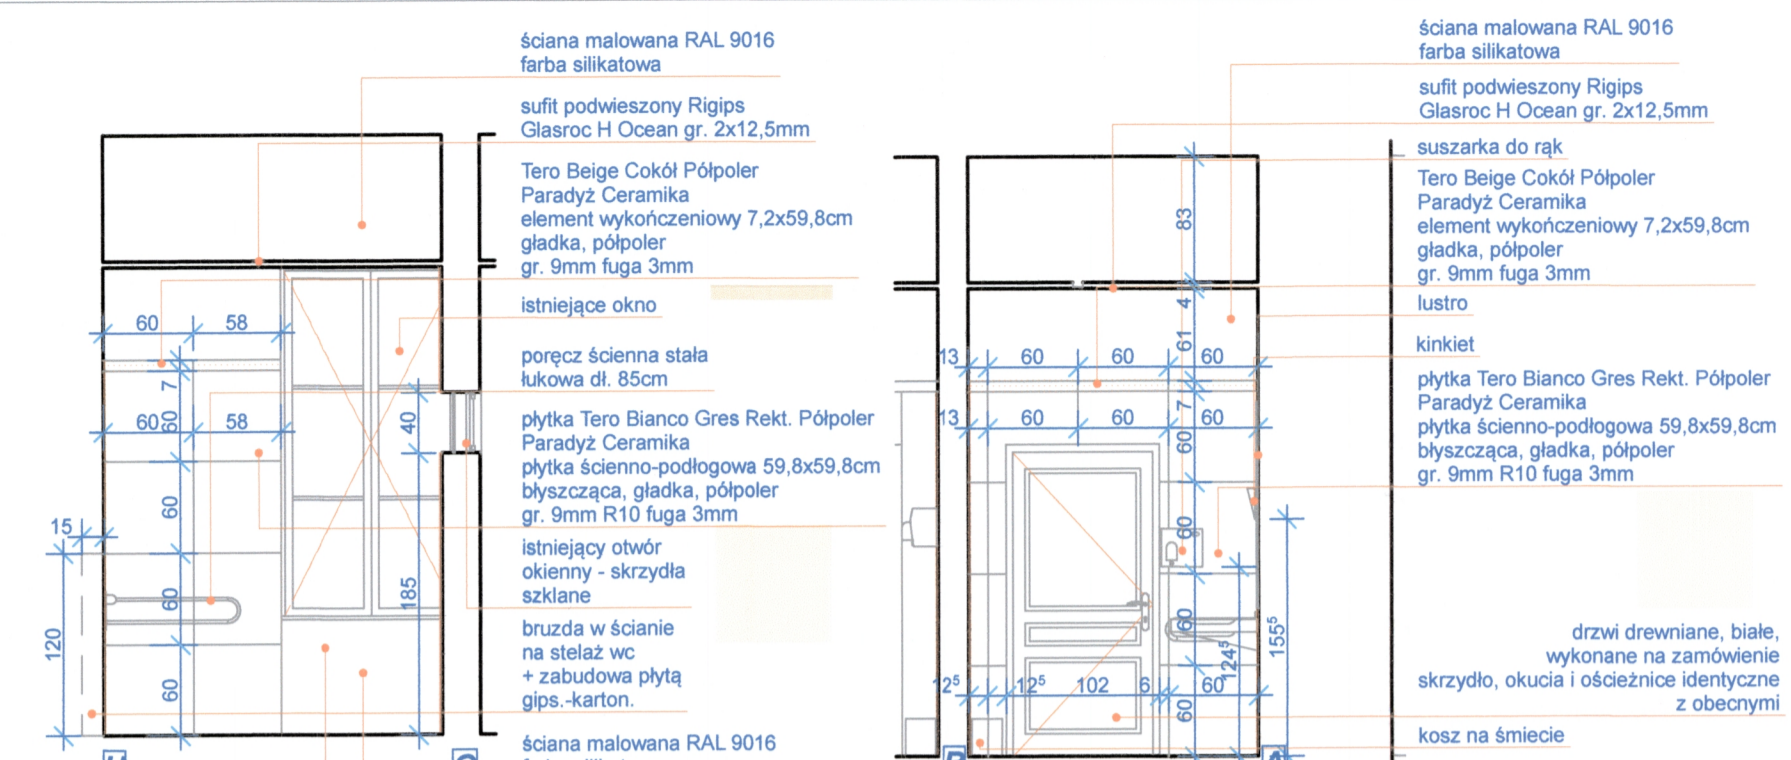 ściana malowana RAL 9016
farba silikatowa
sufit podwieszony Rigips
Glasroc H Ocean gr. 2x12,5mm
Tero Beige Cokół Półpoler
Paradyż Ceramika
element wykończeniowy 7,2x59,8cm
gładka, półpoler
gr. 9mm fuga 3mm
istniejące okno
poręcz ścienna stała
łukowa dł. 85cm
płytka Tero Bianco Gres Rekt. Półpoler
Paradyż Ceramika
płytka ścienno-podłogowa 59,8x59,8cm
błyszcząca, gładka, półpoler
gr. 9mm R10 fuga 3mm
istniejący otwór
okienny - skrzydła
szklane
bruzda w ścianie
na stelaż wc
+ zabudowa płytą
gips.-karton.
ściana malowana RAL 9016
60 58
7
60 60 58
40
60
15
185
60
120
60
ściana malowana RAL 9016
farba silikatowa
sufit podwieszony Rigips
Glasroc H Ocean gr. 2x12,5mm
suszarka do rąk
Tero Beige Cokół Półpoler
Paradyż Ceramika
element wykończeniowy 7,2x59,8cm
gładka, półpoler
gr. 9mm fuga 3mm
lustro
kinkiet
płytka Tero Bianco Gres Rekt. Półpoler
Paradyż Ceramika
płytka ścienno-podłogowa 59,8x59,8cm
błyszcząca, gładka, półpoler
gr. 9mm R10 fuga 3mm
drzwi drewniane, białe,
wykonane na zamówienie
skrzydło, okucia i ościeżnice identyczne
z obecnymi
kosz na śmiecie
83
4
61
13 60 60 60
7
13 60 60 60
60
60
60
124⁵
155⁵
12⁵ 12⁵ 102 6 60
60